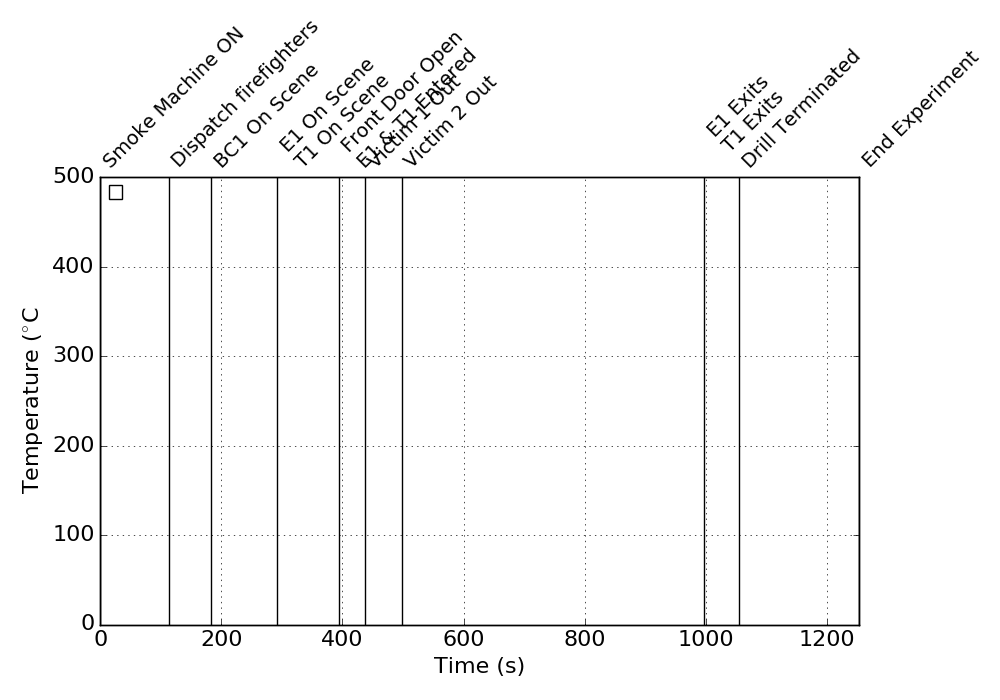 Smoke Machine ON
Dispatch firefighters
BC1 On Scene
E1 On Scene
T1 On Scene
Front Door Open
E1 & T1 Entered
Victim 1 Out
Victim 2 Out
E1 Exits
T1 Exits
Drill Terminated
End Experiment
500
400
300
200
100
0
Temperature (°C
0 200 400 600 800 1000 1200
Time (s)